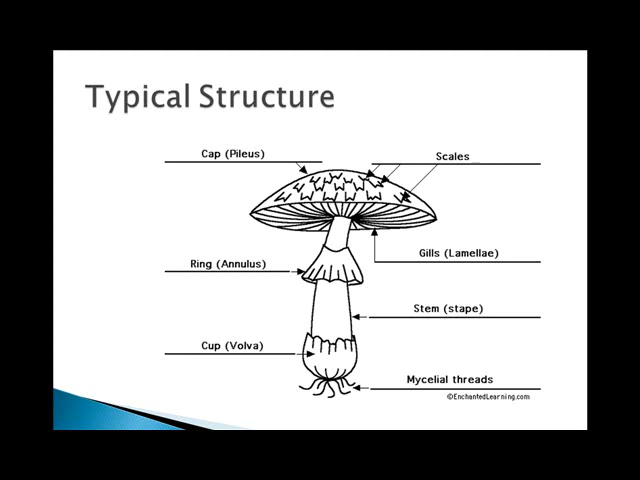 Typical Structure
Cap (Pileus)
Scales
Gills (Lamellae)
Ring (Annulus)
Stem (stape)
Cup (Volva)
Mycelial threads
©EnchantedLearning.com